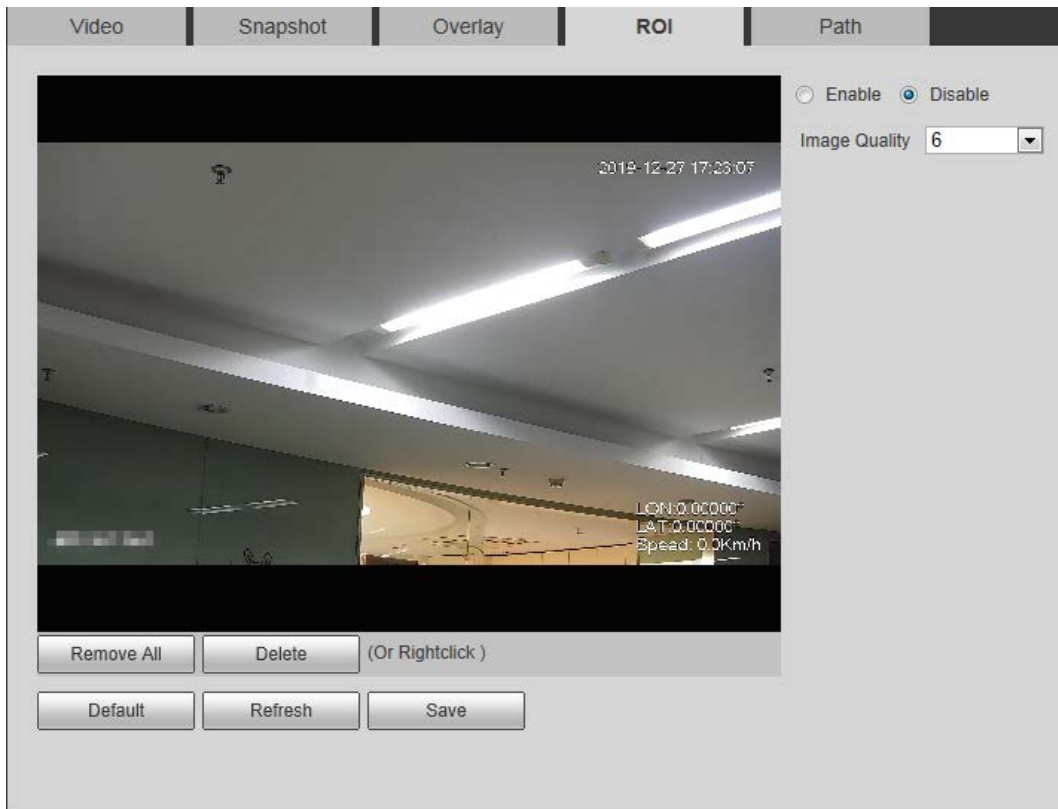 Video Snapshot Overlay ROI Path
Enable Disable
Image Quality 6
2019-12-27 17:23:07
LON:0.00000°
LAT:0.00000°
Speed: 0.0Km/h
Remove All Delete (Or Rightclick )
Default Refresh Save